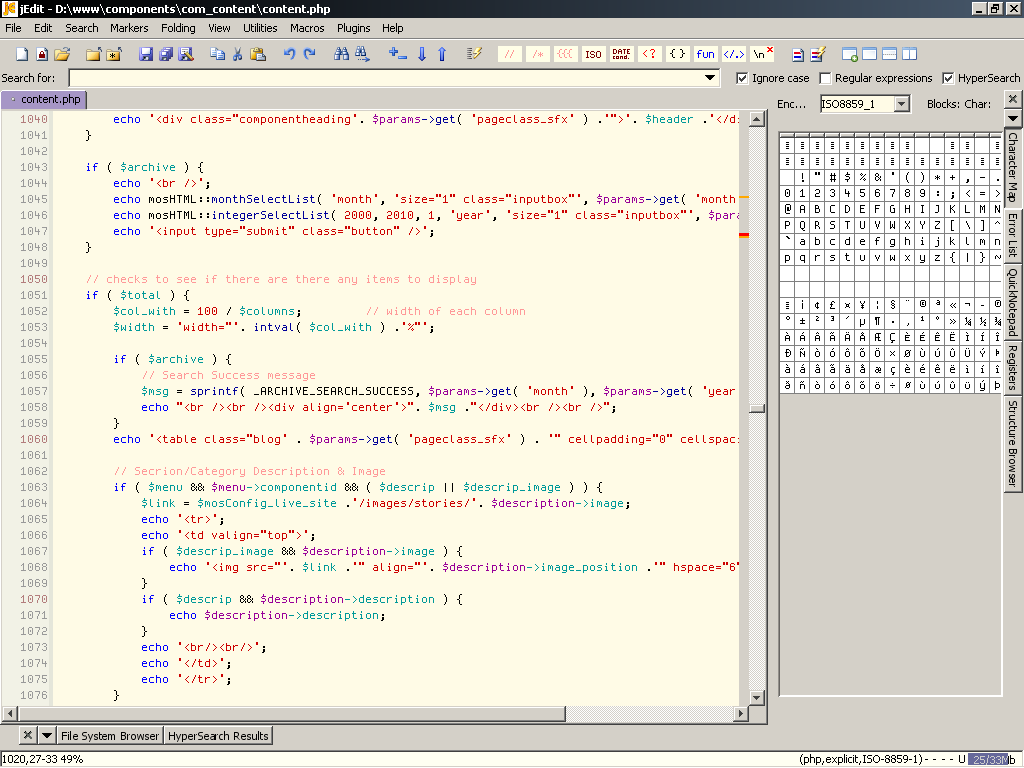 jEdit - D:\www\components\com_content\content.php
File Edit Search Markers Folding View Utilities Macros Plugins Help
// /* {{{ ISO DATE cond. <? { } fun </.> \n
Search for: Ignore case Regular expressions HyperSearch
content.php Enc... ISO8859_1 Blocks: Char:
1040 echo '<div class="componentheading'. $params->get( 'pageclass_sfx' ) .'">'. $header .'</d
1041 }
1042
1043 if ( $archive ) {
1044 echo '<br />';
1045 echo mosHTML::monthSelectList( 'month', 'size="1" class="inputbox"', $params->get( 'month
1046 echo mosHTML::integerSelectList( 2000, 2010, 1, 'year', 'size="1" class="inputbox"', $para
1047 echo '<input type="submit" class="button" />';
1048 }
1049
1050 // checks to see if there are there any items to display
1051 if ( $total ) {
1052 $col_with = 100 / $columns; // width of each column
1053 $width = 'width="'. intval( $col_with ) .'%"';
1054
1055 if ( $archive ) {
1056 // Search Success message
1057 $msg = sprintf( _ARCHIVE_SEARCH_SUCCESS, $params->get( 'month' ), $params->get( 'year
1058 echo "<br /><br /><div align='center'>". $msg ."</div><br /><br />";
1059 }
1060 echo '<table class="blog' . $params->get( 'pageclass_sfx' ) . '" cellpadding="0" cellspac
1061
1062 // Secrion/Category Description & Image
1063 if ( $menu && $menu->componentid && ( $descrip || $descrip_image ) ) {
1064 $link = $mosConfig_live_site .'/images/stories/'. $description->image;
1065 echo '<tr>';
1066 echo '<td valign="top">';
1067 if ( $descrip_image && $description->image ) {
1068 echo '<img src="'. $link .'" align="'. $description->image_position .'" hspace="6"
1069 }
1070 if ( $descrip && $description->description ) {
1071 echo $description->description;
1072 }
1073 echo '<br/><br/>';
1074 echo '</td>';
1075 echo '</tr>';
1076 }
! " # $ % & ' ( ) * + , - .
0 1 2 3 4 5 6 7 8 9 : ; < = >
@ A B C D E F G H I J K L M N
P Q R S T U V W X Y Z [ \ ] ^
` a b c d e f g h i j k l m n
p q r s t u v w x y z { | } ~
¡ ¢ £ ¤ ¥ ¦ § ¨ © ª « ¬ - ®
° ± ² ³ ´ µ ¶ · ¸ ¹ º » ¼ ½ ¾
À Á Â Ã Ä Å Æ Ç È É Ê Ë Ì Í Î
Ð Ñ Ò Ó Ô Õ Ö × Ø Ù Ú Û Ü Ý Þ
à á â ã ä å æ ç è é ê ë ì í î
ð ñ ò ó ô õ ö ÷ ø ù ú û ü ý þ
Character Map
Error List
QuickNotepad
Registers
Structure Browser
File System Browser HyperSearch Results
1020,27-33 49% (php,explicit,ISO-8859-1)- - - - U 25/33Mb